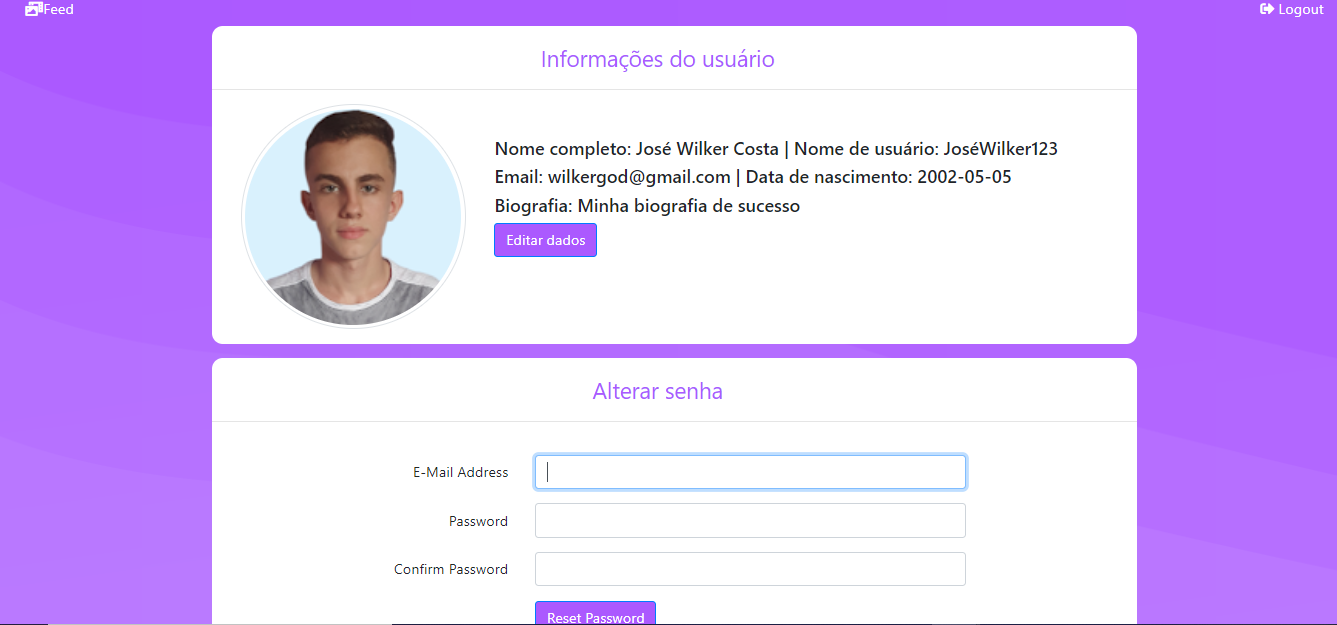 Feed
Logout
Informações do usuário
Nome completo: José Wilker Costa | Nome de usuário: JoséWilker123
Email: wilkergod@gmail.com | Data de nascimento: 2002-05-05
Biografia: Minha biografia de sucesso
Editar dados
Alterar senha
E-Mail Address
Password
Confirm Password
Reset Password